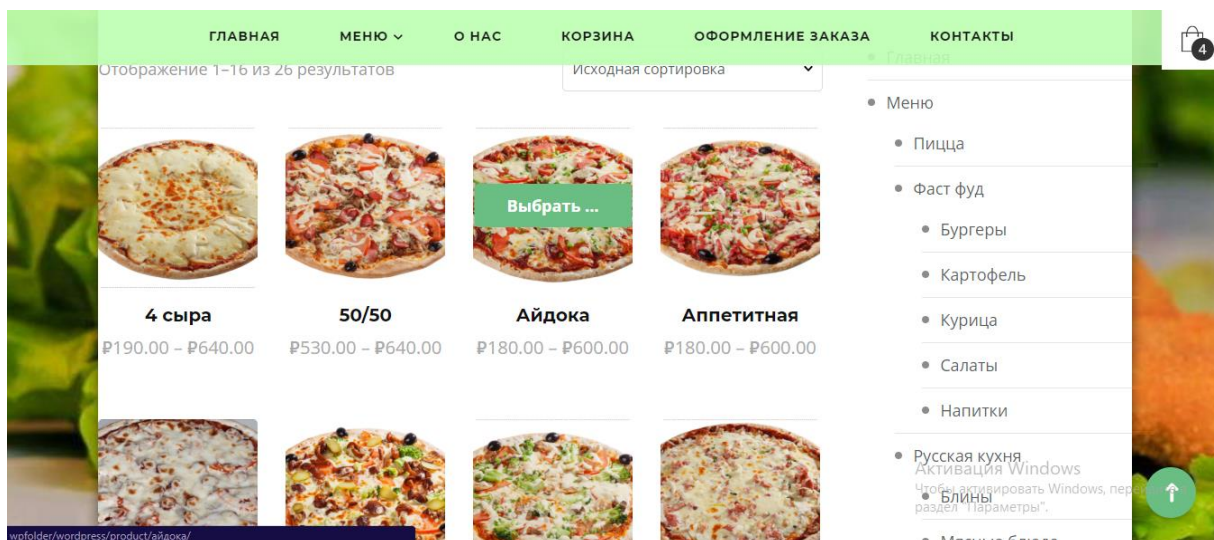 ГЛАВНАЯ МЕНЮ О НАС КОРЗИНА ОФОРМЛЕНИЕ ЗАКАЗА КОНТАКТЫ
4
Отображение 1–16 из 26 результатов
Исходная сортировка
Главная
Меню
Пицца
Фаст фуд
Бургеры
Картофель
Курица
Салаты
Напитки
Русская кухня
Блины
Мясные блюда
Выбрать ...
4 сыра 50/50 Айдока Аппетитная
₽190.00 – ₽640.00 ₽530.00 – ₽640.00 ₽180.00 – ₽600.00 ₽180.00 – ₽600.00
Активация Windows
Чтобы активировать Windows,
раздел "Параметры".
wpfolder/wordpress/product/айдока/